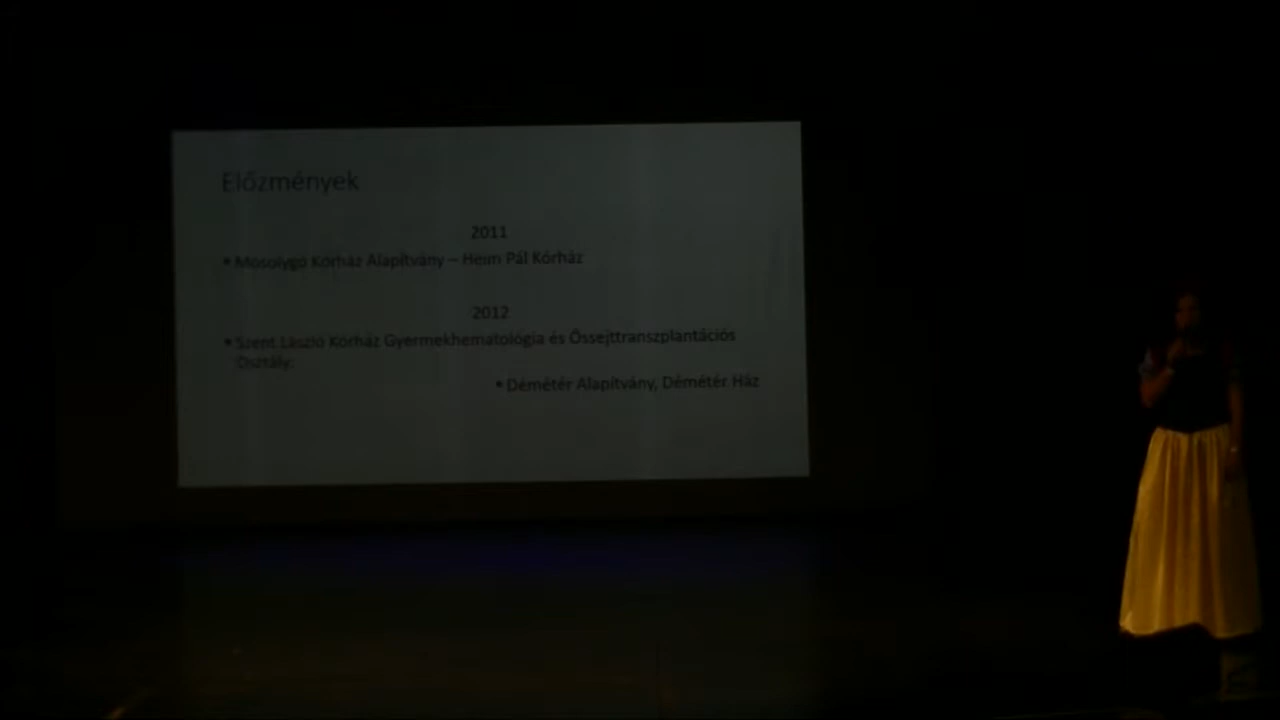 Előzmények
2011
• Mosolygó Kórház Alapítvány – Heim Pál Kórház
2012
• Szent László Kórház Gyermekhematológia és Őssejttranszplantációs
Osztály:
• Démétér Alapítvány, Démétér Ház